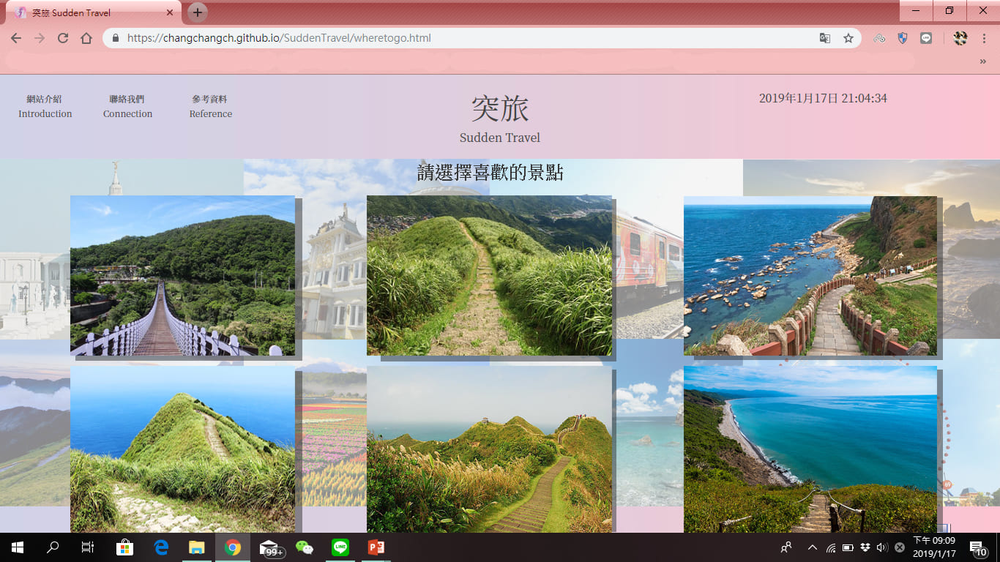 突旅 Sudden Travel
https://changchangch.github.io/SuddenTravel/wheretogo.html
網站介紹
Introduction
聯絡我們
Connection
參考資料
Reference
突旅
Sudden Travel
2019年1月17日 21:04:34
請選擇喜歡的景點
99+
LINE
下午 09:09
2019/1/17
10